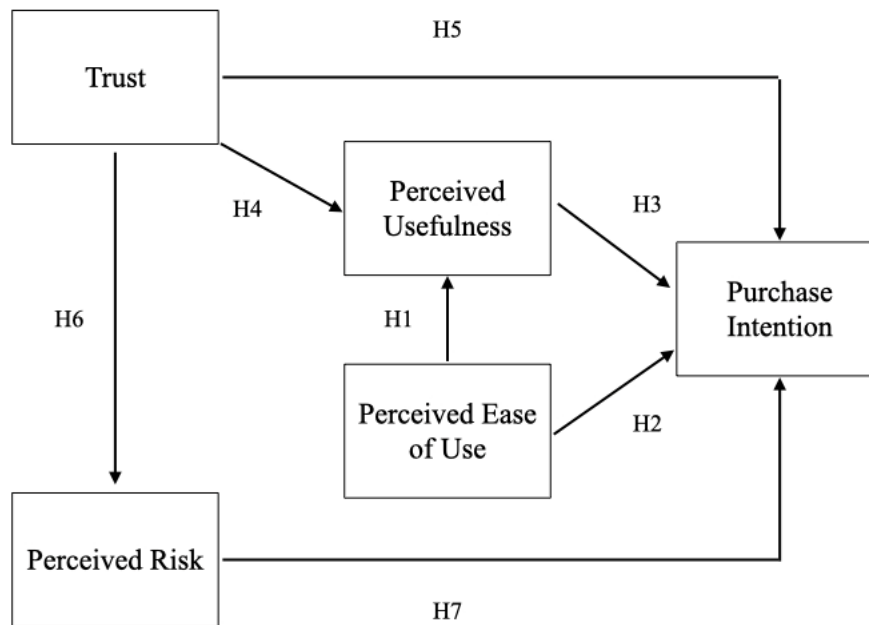 H5
Trust
Perceived
Usefulness
H4
H3
Purchase
Intention
H6
H1
Perceived Ease
of Use
H2
Perceived Risk
H7